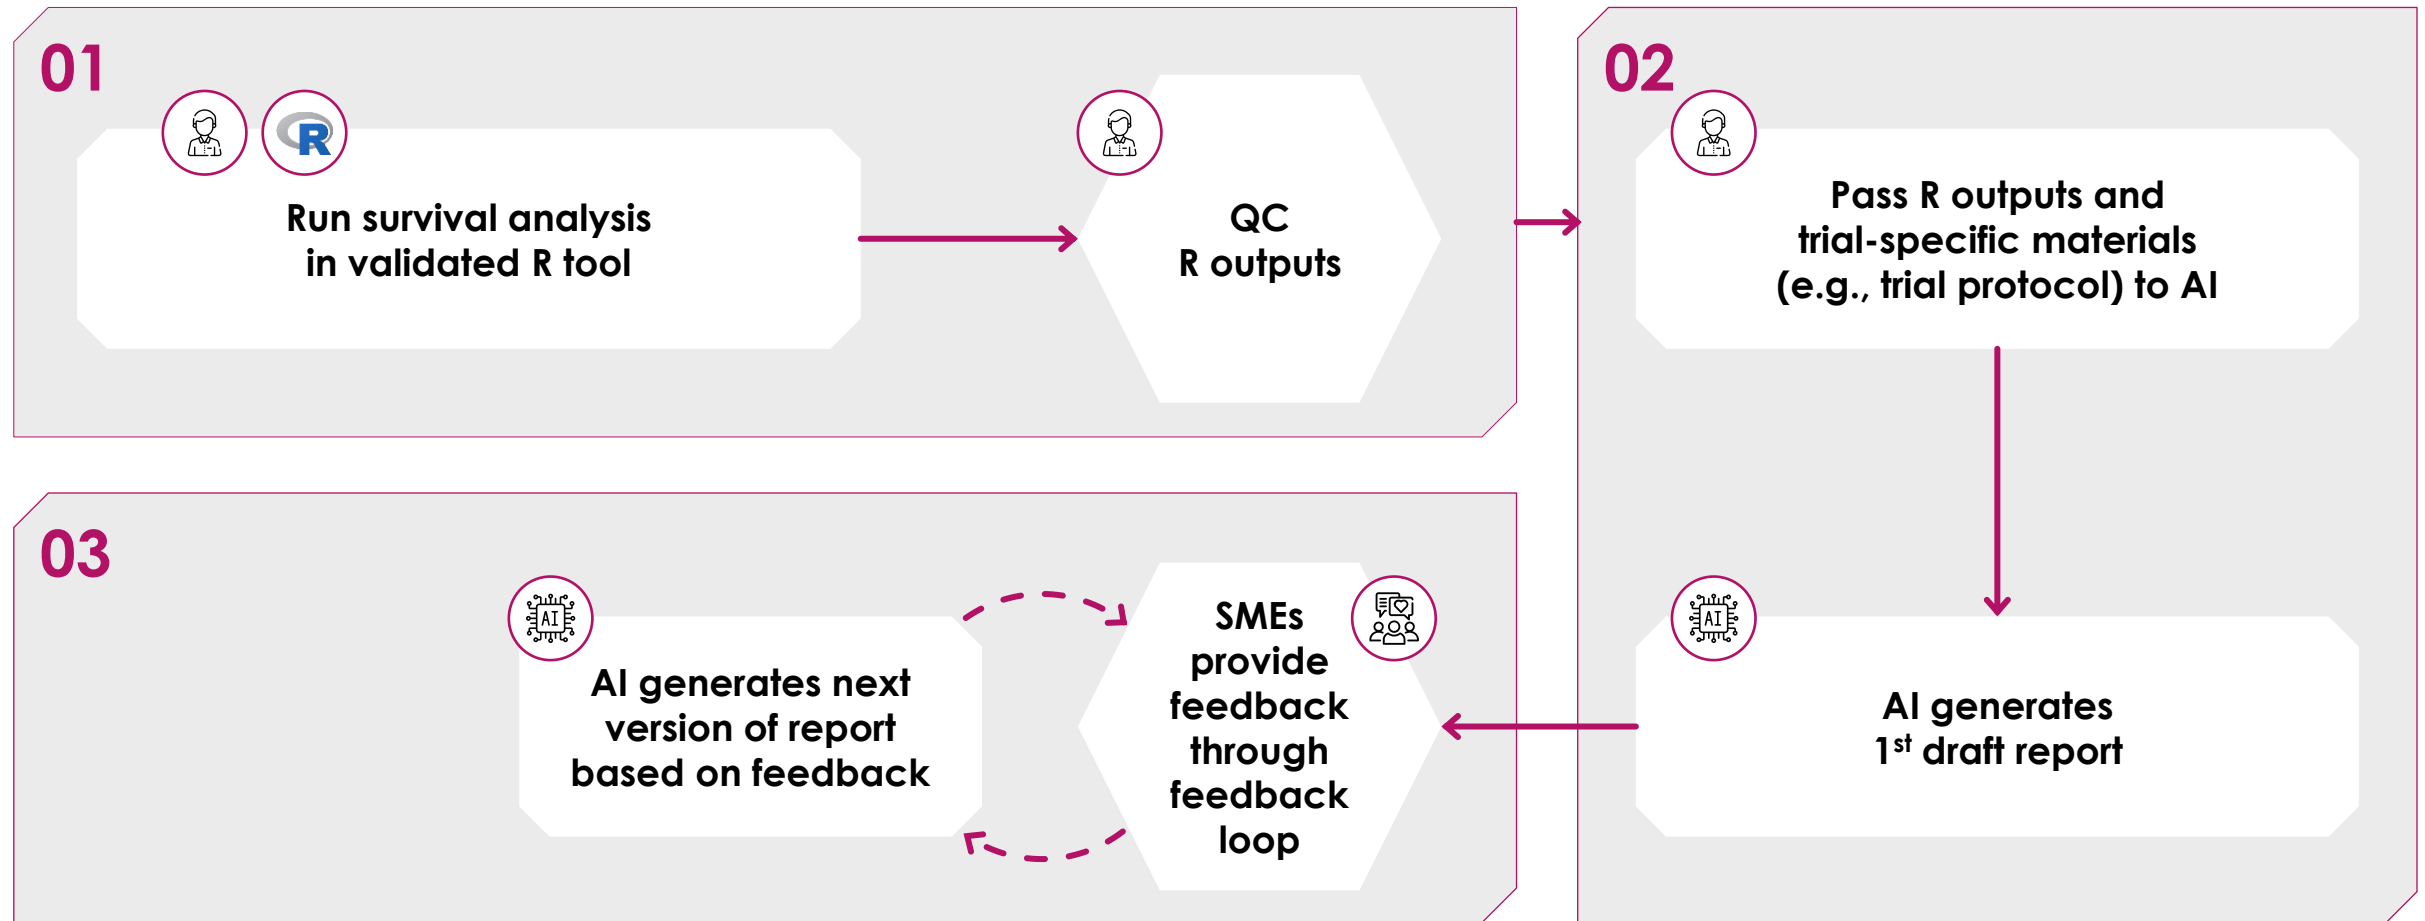 01
R
Run survival analysis
in validated R tool
QC
R outputs
02
Pass R outputs and
trial-specific materials
(e.g., trial protocol) to AI
AI
AI generates
1st draft report
03
SMEs
provide
feedback
through
feedback
loop
AI
AI generates next
version of report
based on feedback